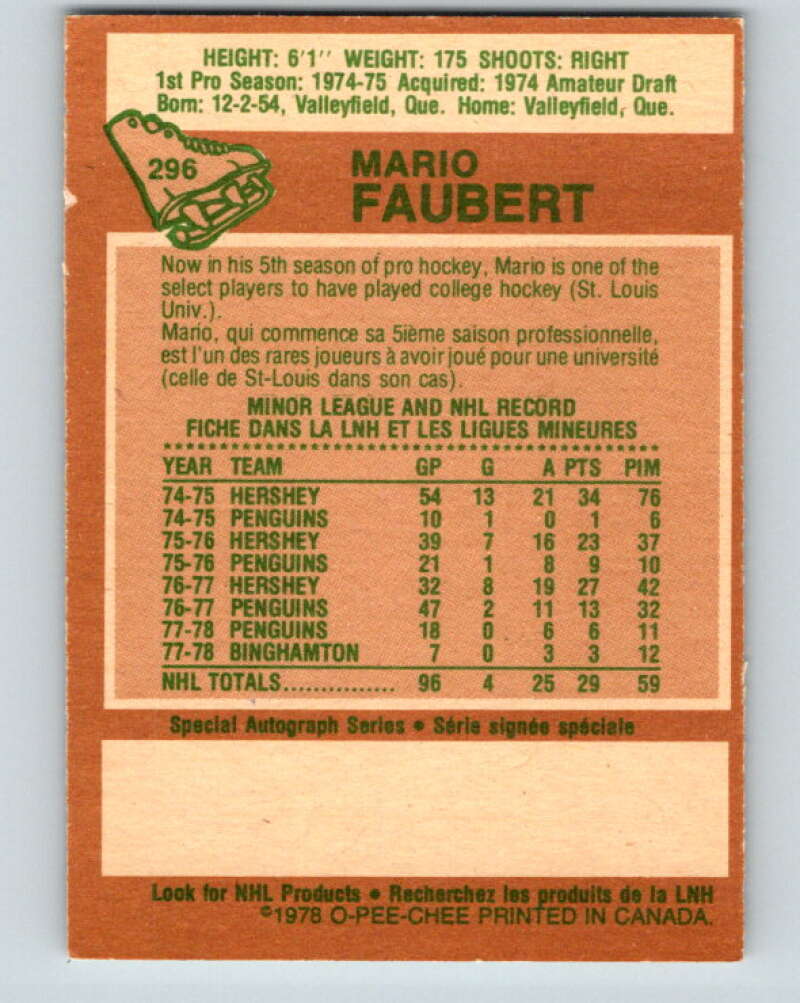 HEIGHT: 6'1'' WEIGHT: 175 SHOOTS: RIGHT
1st Pro Season: 1974-75 Acquired: 1974 Amateur Draft
Born: 12-2-54, Valleyfield, Que. Home: Valleyfield, Que.
296
MARIO
FAUBERT
Now in his 5th season of pro hockey, Mario is one of the
select players to have played college hockey (St. Louis
Univ.).
Mario, qui commence sa 5ième saison professionnelle,
est l'un des rares joueurs à avoir joué pour une université
(celle de St-Louis dans son cas).
MINOR LEAGUE AND NHL RECORD
FICHE DANS LA LNH ET LES LIGUES MINEURES
YEAR TEAM GP G A PTS PIM
74-75 HERSHEY 54 13 21 34 76
74-75 PENGUINS 10 1 0 1 6
75-76 HERSHEY 39 7 16 23 37
75-76 PENGUINS 21 1 8 9 10
76-77 HERSHEY 32 8 19 27 42
76-77 PENGUINS 47 2 11 13 32
77-78 PENGUINS 18 0 6 6 11
77-78 BINGHAMTON 7 0 3 3 12
NHL TOTALS............... 96 4 25 29 59
Special Autograph Series • Série signée spéciale
Look for NHL Products • Recherchez les produits de la LNH
©1978 O-PEE-CHEE PRINTED IN CANADA.